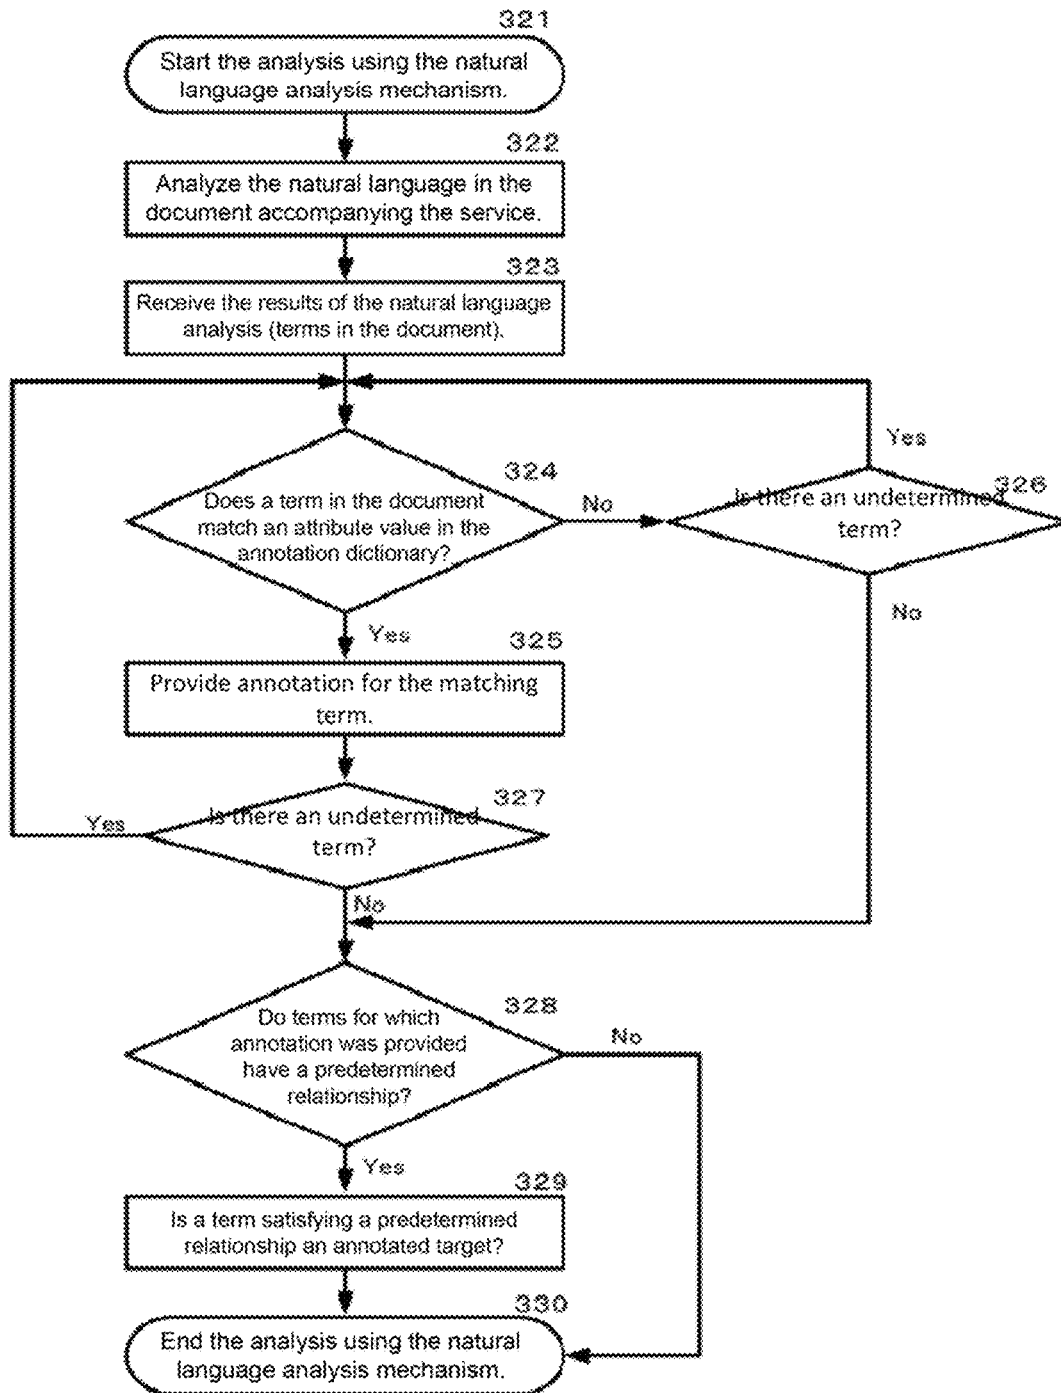 321
Start the analysis using the natural
language analysis mechanism.
322
Analyze the natural language in the
document accompanying the service.
323
Receive the results of the natural language
analysis (terms in the document).
324
Does a term in the document
match an attribute value in the
annotation dictionary?
No
Yes
326
Is there an undetermined
term?
Yes
No
325
Provide annotation for the matching
term.
327
Is there an undetermined
term?
Yes
No
328
Do terms for which
annotation was provided
have a predetermined
relationship?
No
Yes
329
Is a term satisfying a predetermined
relationship an annotated target?
330
End the analysis using the natural
language analysis mechanism.